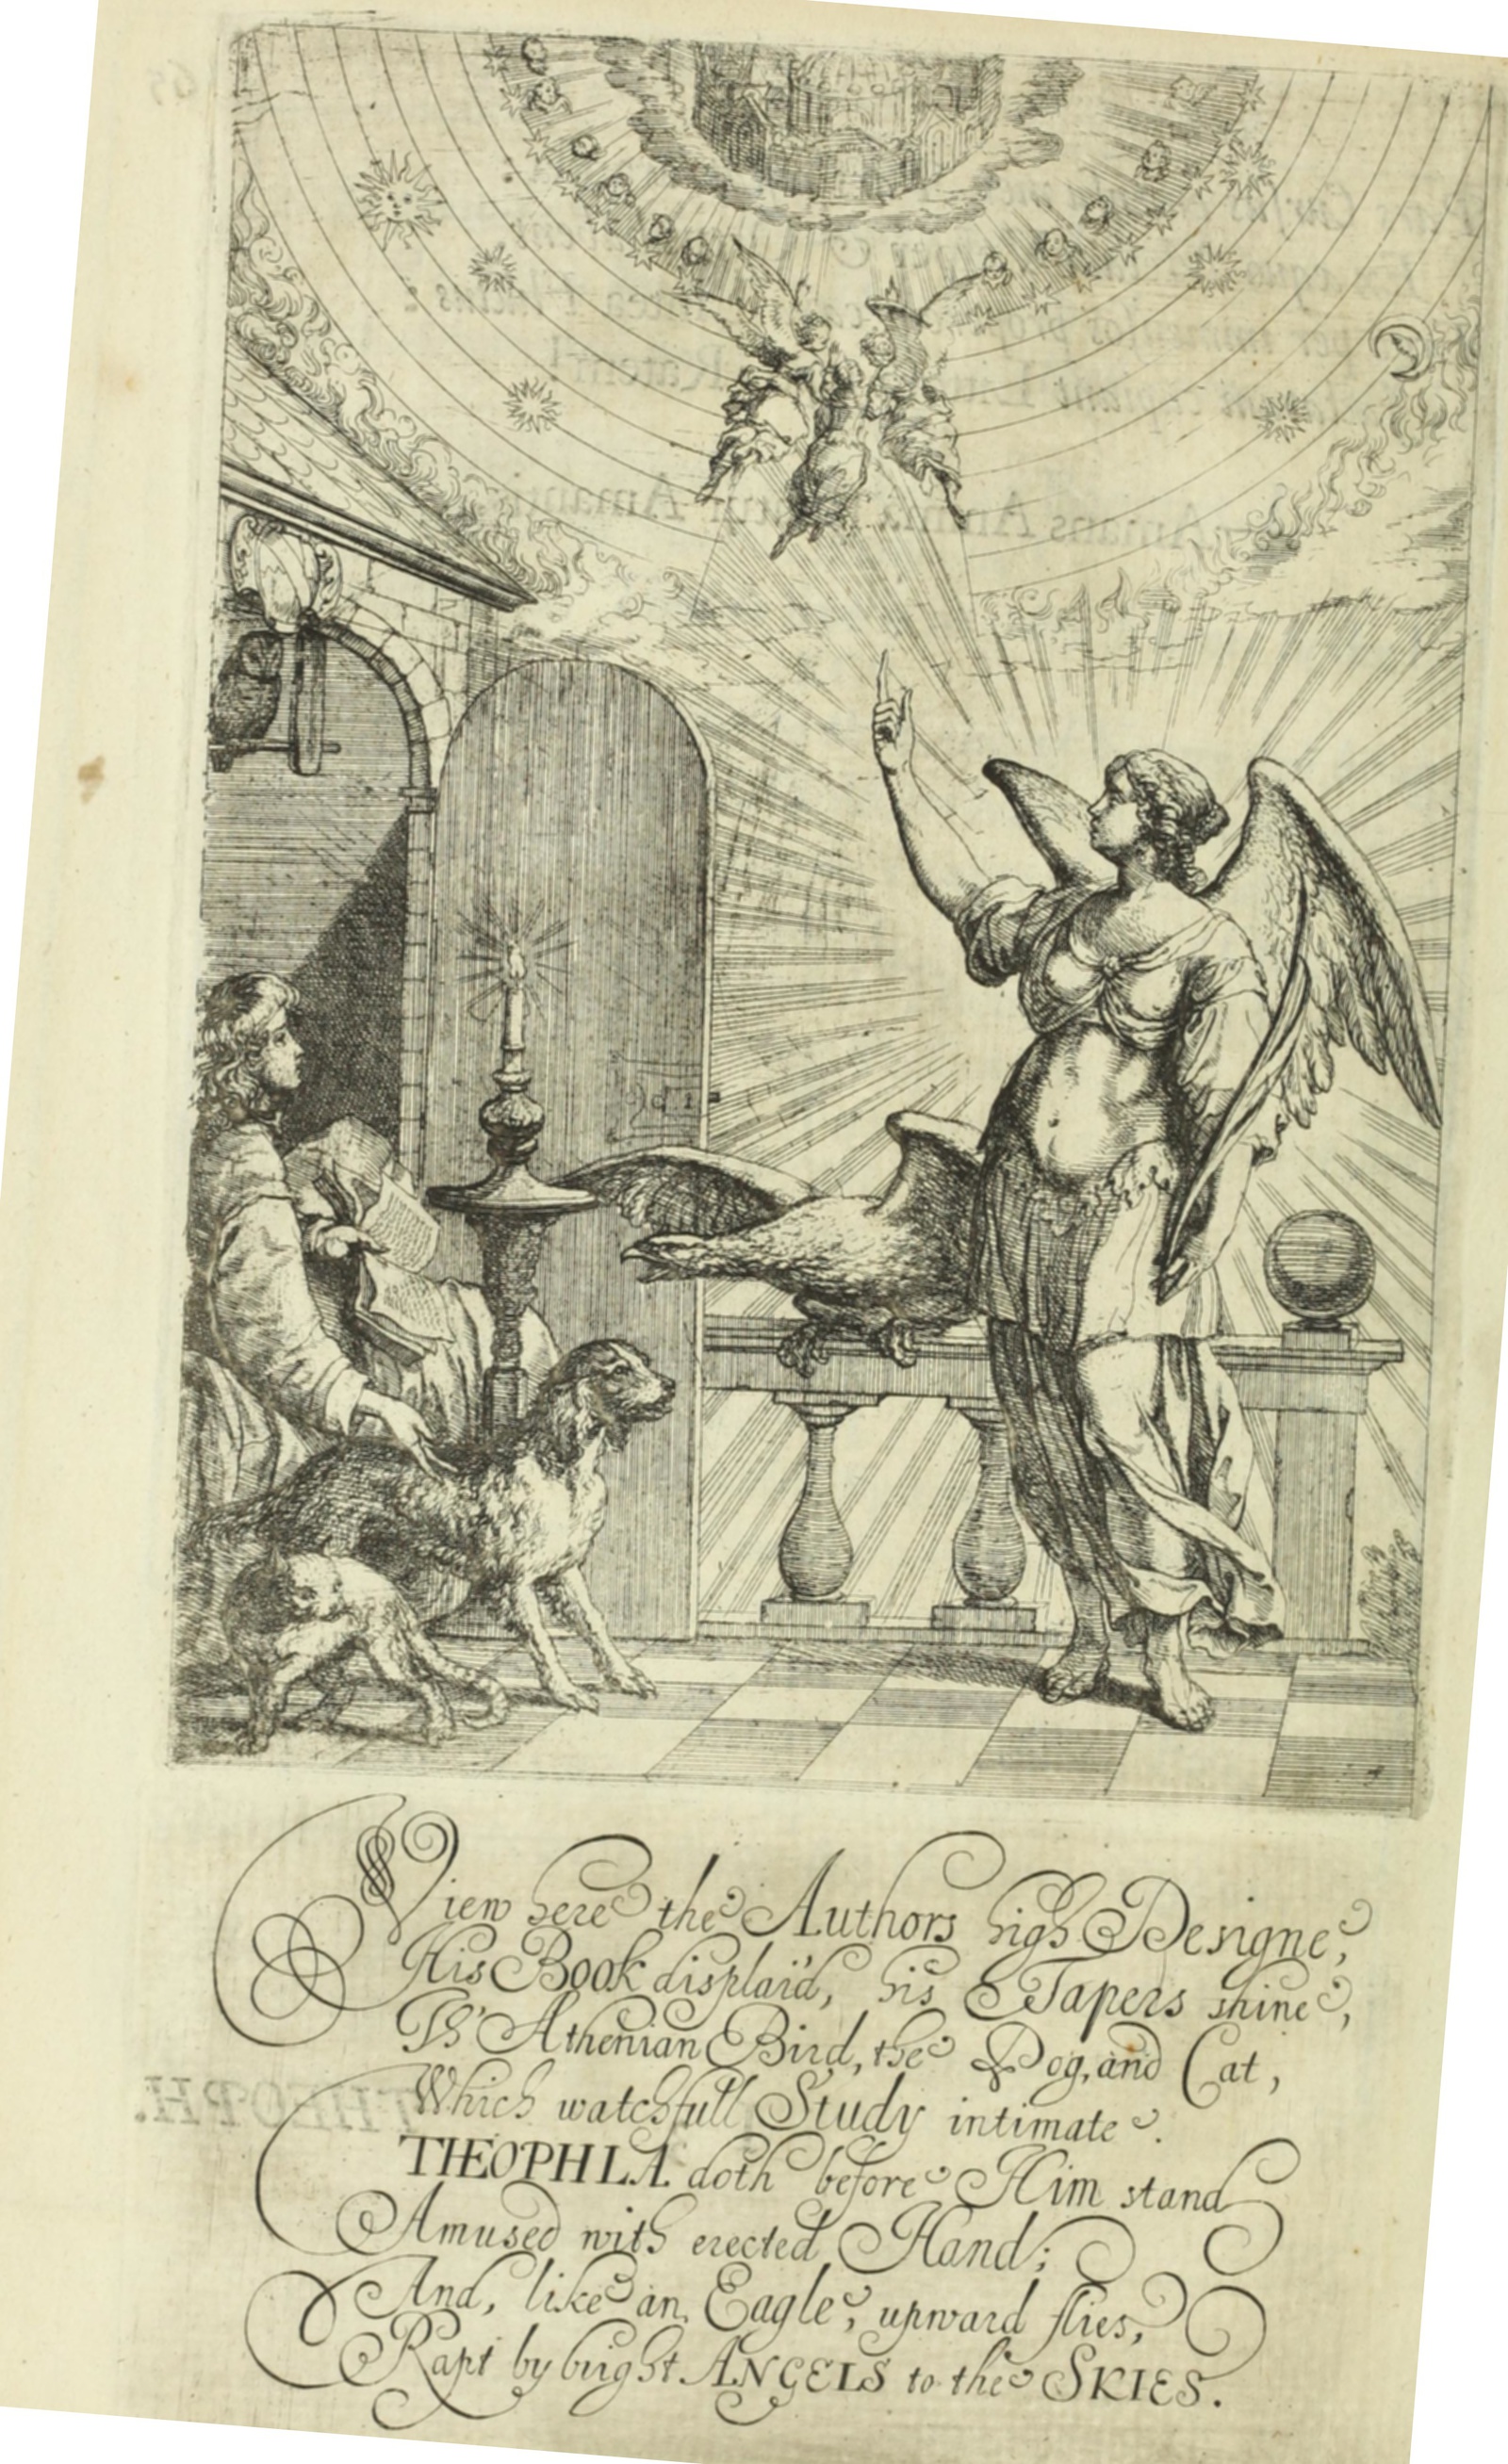 View here the Authors high Designe,
His Book displai'd, his Tapers shine,
Th' Athenian Bird, the Dog, and Cat,
Which watchfull Study intimate.
THEOPHLA doth before Him stand
Amused with erected Hand;
And, like an Eagle, upward flies,
Rapt by bright ANGELS to the SKIES.